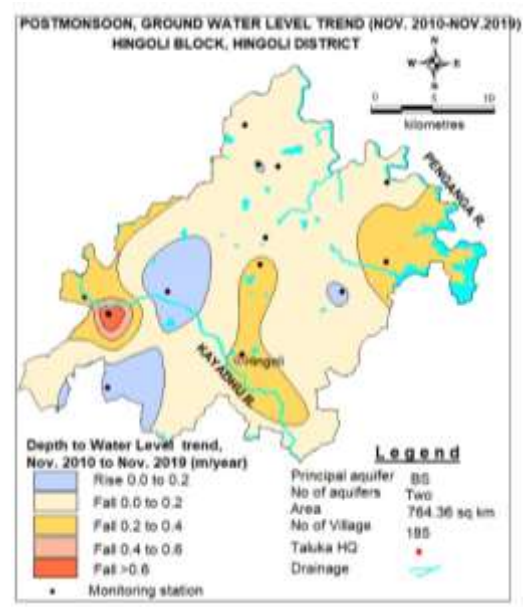 POSTMONSOON, GROUND WATER LEVEL TREND (NOV. 2010-NOV.2019)
HINGOLI BLOCK, HINGOLI DISTRICT
N
W E
S
0 5 10
kilometres
PENGANGA R.
Hingoli
KAYADHU R.
Depth to Water Level trend,
Nov. 2010 to Nov. 2019 (m/year)
Rise 0.0 to 0.2
Fall 0.0 to 0.2
Fall 0.2 to 0.4
Fall 0.4 to 0.6
Fall >0.6
Monitoring station
Legend
Principal aquifer BS
No of aquifers Two
Area 764.36 sq km
No of Village 185
Taluka HQ
Drainage